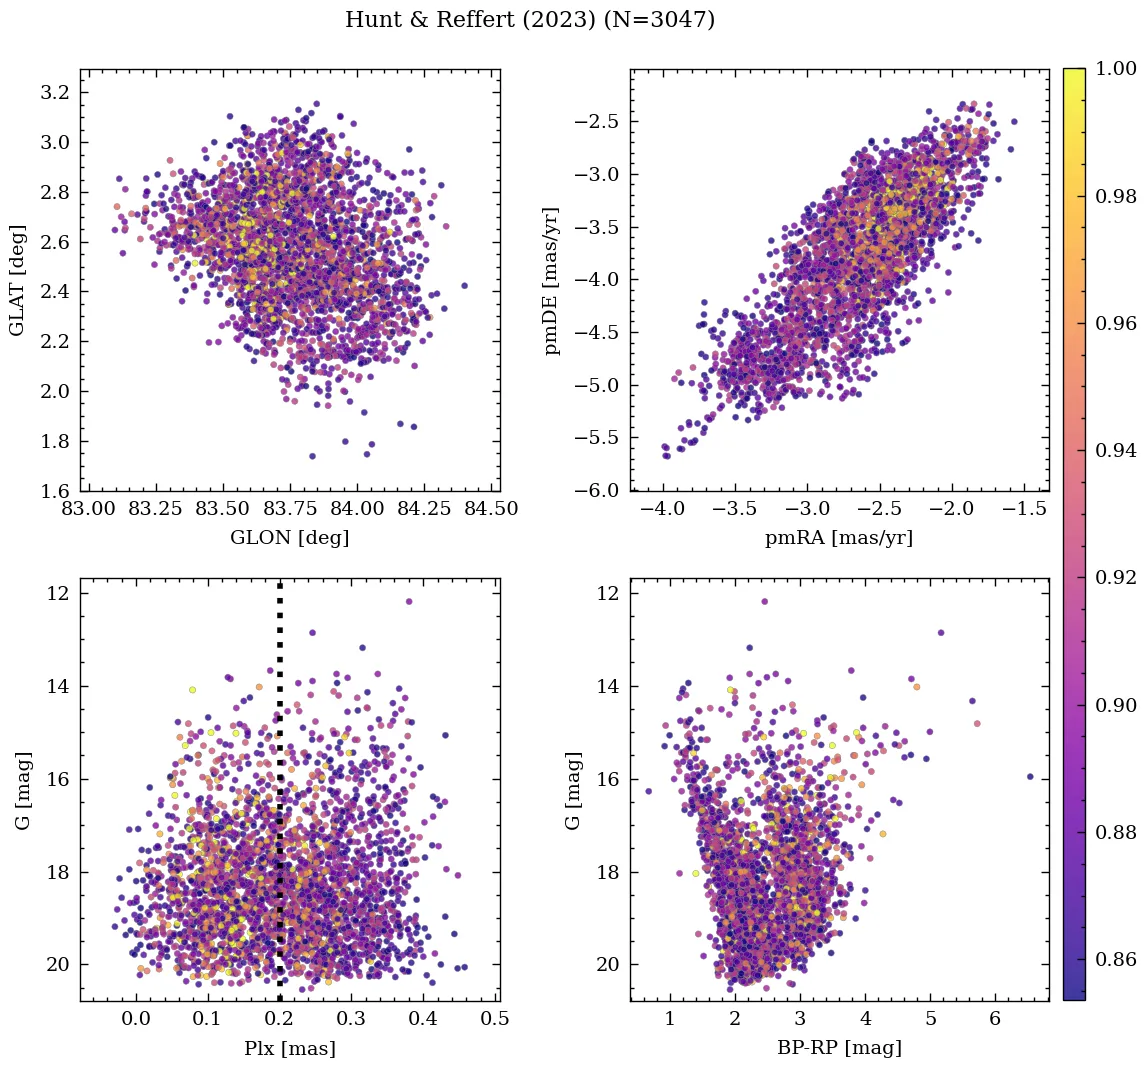 Hunt & Reffert (2023) (N=3047)
3.2
3.0
2.8
2.6
2.4
2.2
2.0
1.8
1.6
GLAT [deg]
83.00 83.25 83.50 83.75 84.00 84.25 84.50
GLON [deg]
−2.5
−3.0
−3.5
−4.0
−4.5
−5.0
−5.5
−6.0
pmDE [mas/yr]
−4.0 −3.5 −3.0 −2.5 −2.0 −1.5
pmRA [mas/yr]
1.00
0.98
0.96
0.94
0.92
0.90
0.88
0.86
12
14
16
18
20
G [mag]
0.0 0.1 0.2 0.3 0.4 0.5
Plx [mas]
12
14
16
18
20
G [mag]
1 2 3 4 5 6
BP-RP [mag]